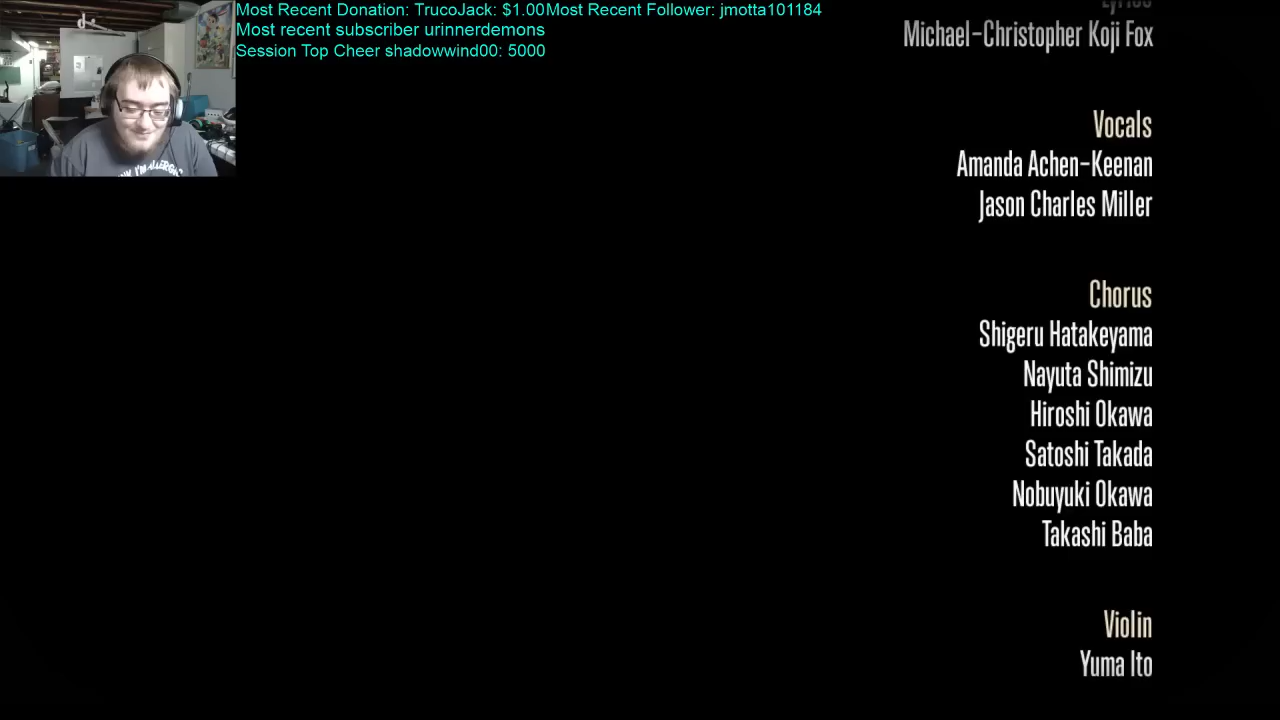 Most Recent Donation: TrucoJack: $1.00Most Recent Follower: jmotta101184
Most recent subscriber urinnerdemons
Session Top Cheer shadowwind00: 5000
Lyrics
Michael-Christopher Koji Fox
Vocals
Amanda Achen-Keenan
Jason Charles Miller
Chorus
Shigeru Hatakeyama
Nayuta Shimizu
Hiroshi Okawa
Satoshi Takada
Nobuyuki Okawa
Takashi Baba
Violin
Yuma Ito